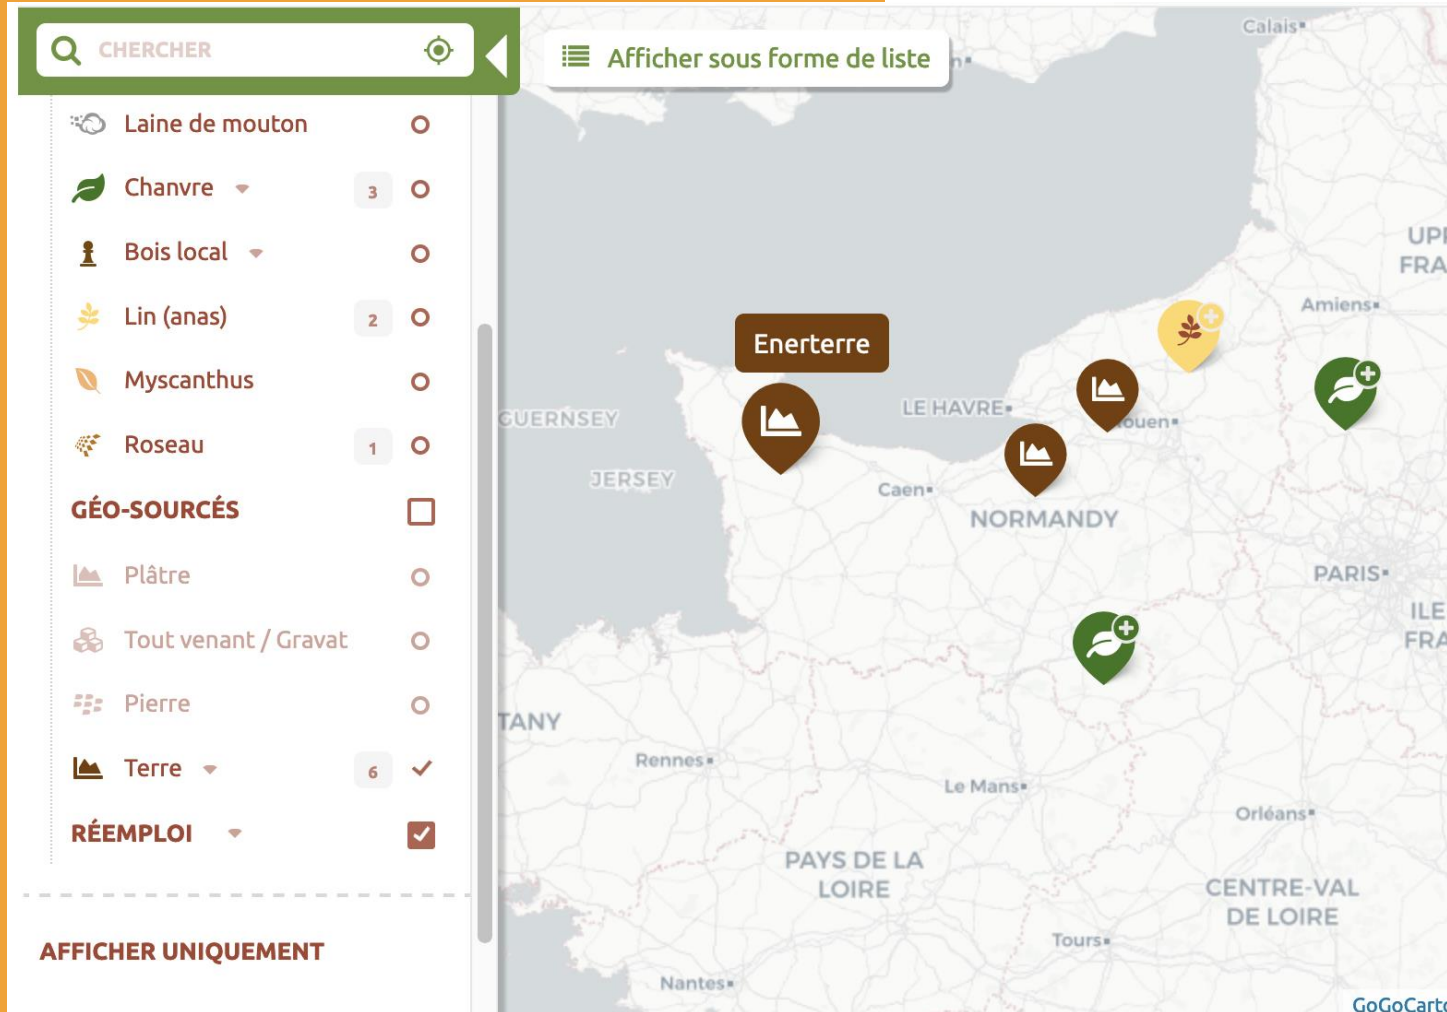 CHERCHER
Afficher sous forme de liste
Laine de mouton
Chanvre 3
Bois local
Lin (anas) 2
Myscanthus
Roseau 1
GÉO-SOURCÉS
Plâtre
Tout venant / Gravat
Pierre
Terre 6
RÉEMPLOI
AFFICHER UNIQUEMENT
Calais
Amiens
Enerterre
GUERNSEY
LE HAVRE
JERSEY
Caen
NORMANDY
PARIS
Rennes
Le Mans
Orléans
PAYS DE LA
LOIRE
CENTRE-VAL
DE LOIRE
Tours
Nantes